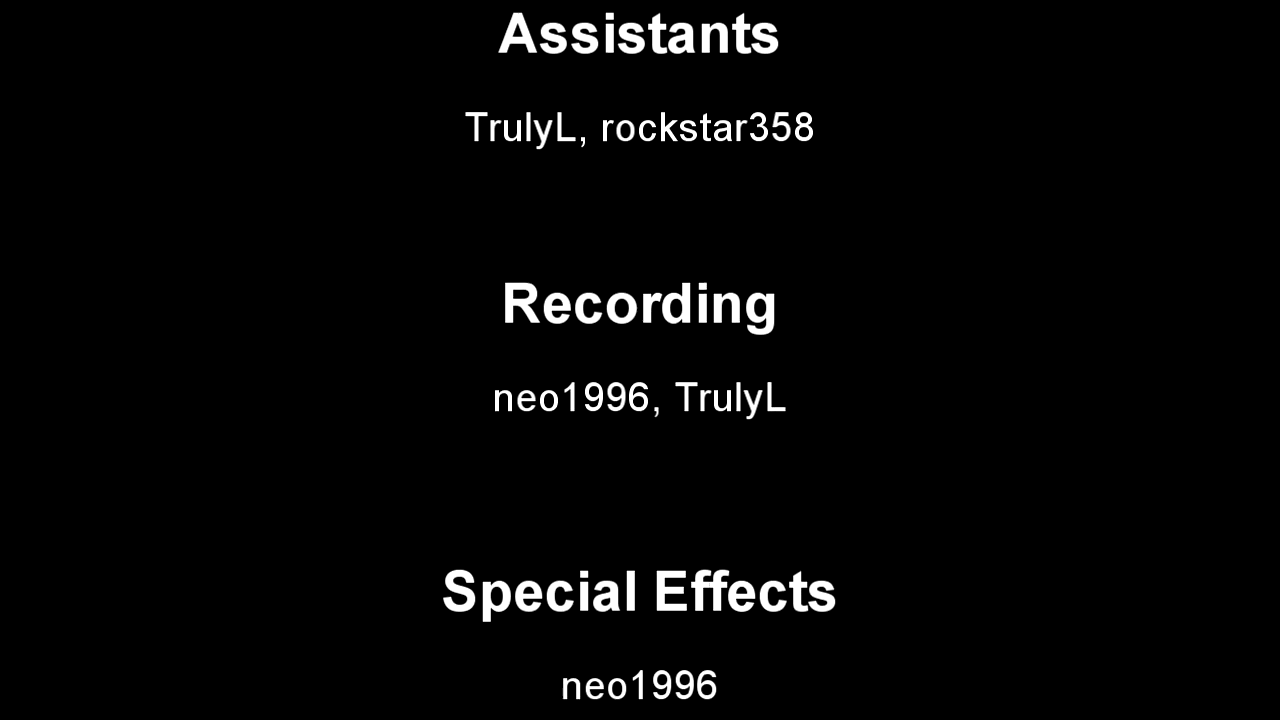 Assistants
TrulyL, rockstar358
Recording
neo1996, TrulyL
Special Effects
neo1996